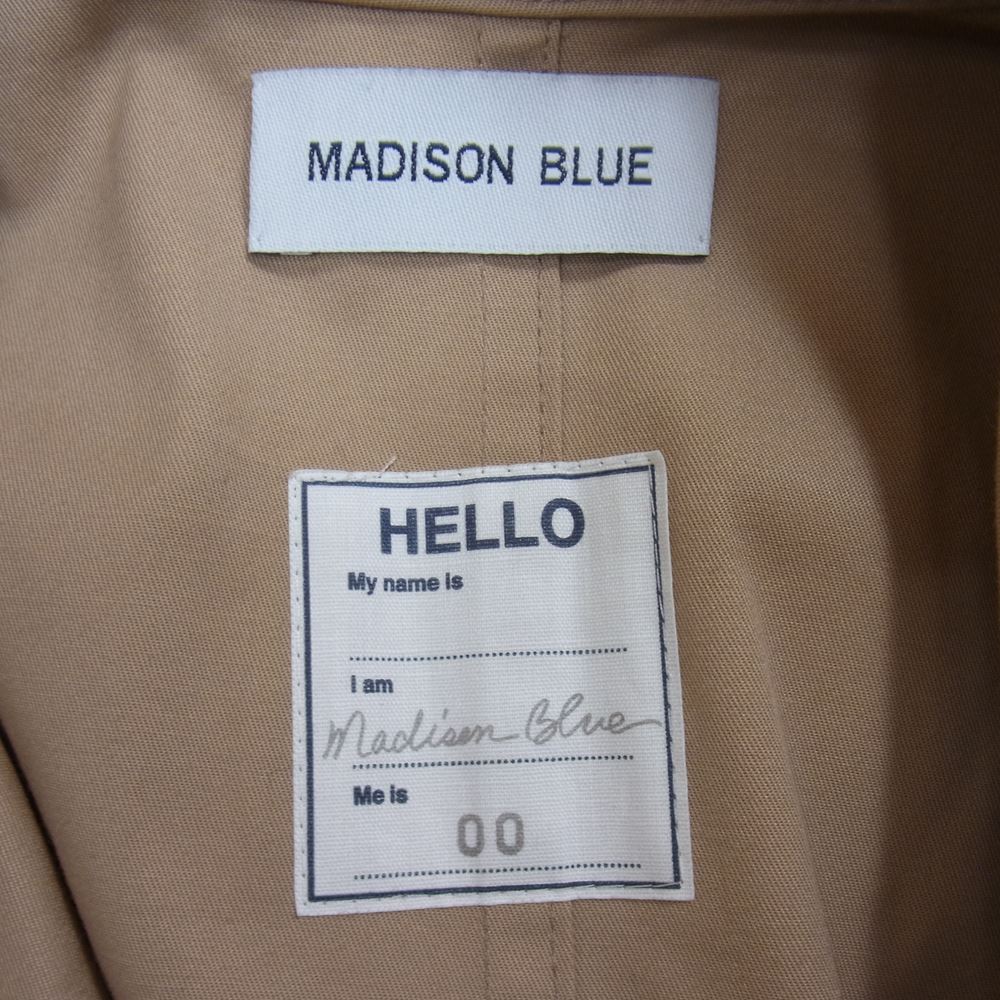 MADISON BLUE
HELLO
My name is
I am
Madison Blue
Me is
00